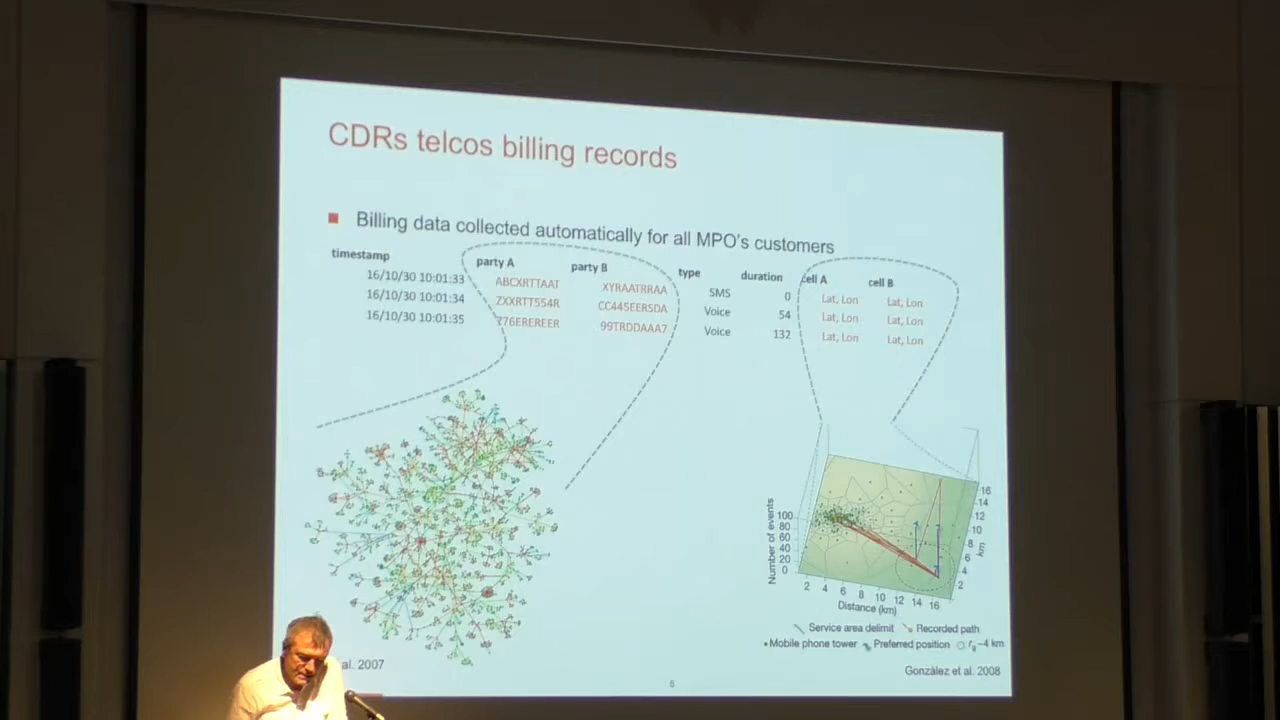 CDRs telcos billing records
Billing data collected automatically for all MPO's customers
timestamp party A party B type duration cell A cell B
16/10/30 10:01:33 ABCXRTTAAT XYRAATRRAA SMS 0 Lat, Lon Lat, Lon
16/10/30 10:01:34 ZXXRTT554R CC445EERSDA Voice 54 Lat, Lon Lat, Lon
16/10/30 10:01:35 Z76EREREER 99TRDDAAA7 Voice 132 Lat, Lon Lat, Lon
Number of events
100
80
60
40
20
0
2 4 6 8 10 12 14 16
Distance (km)
16
14
12
10
8
6
4
2
km
Service area delimit Recorded path
Mobile phone tower Preferred position rg~4 km
al. 2007
Gonzàlez et al. 2008
6